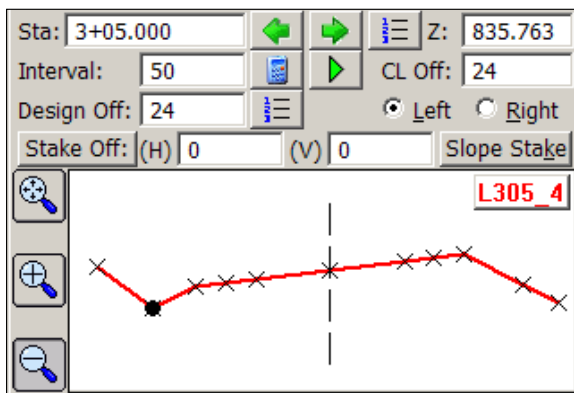 Sta: 3+05.000 Z: 835.763
Interval: 50 CL Off: 24
Design Off: 24 Left Right
Stake Off: (H) 0 (V) 0 Slope Stake
L305_4